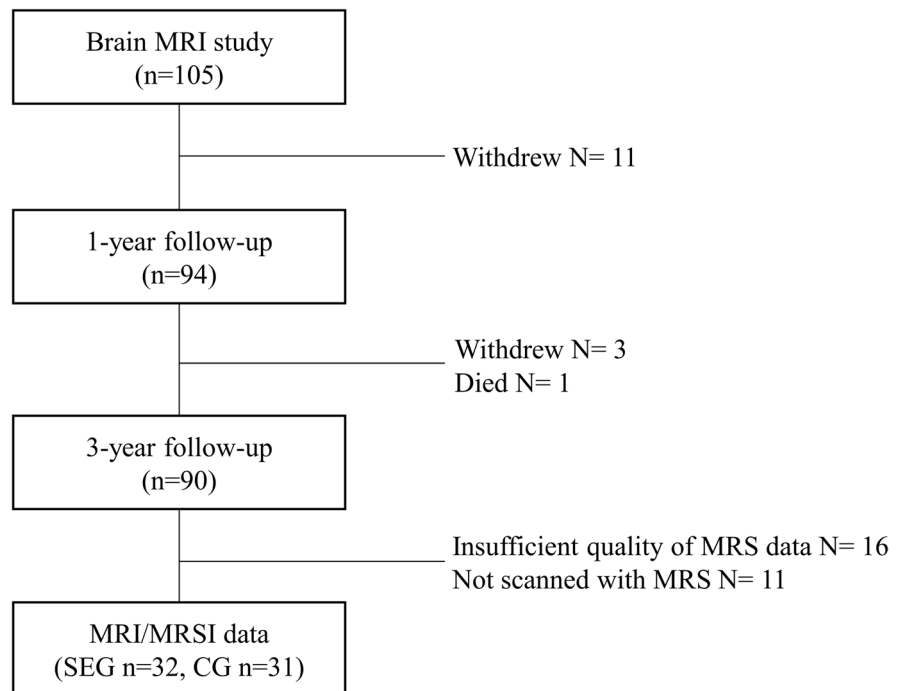 Brain MRI study
(n=105)
Withdrew N= 11
1-year follow-up
(n=94)
Withdrew N= 3
Died N= 1
3-year follow-up
(n=90)
Insufficient quality of MRS data N= 16
Not scanned with MRS N= 11
MRI/MRSI data
(SEG n=32, CG n=31)